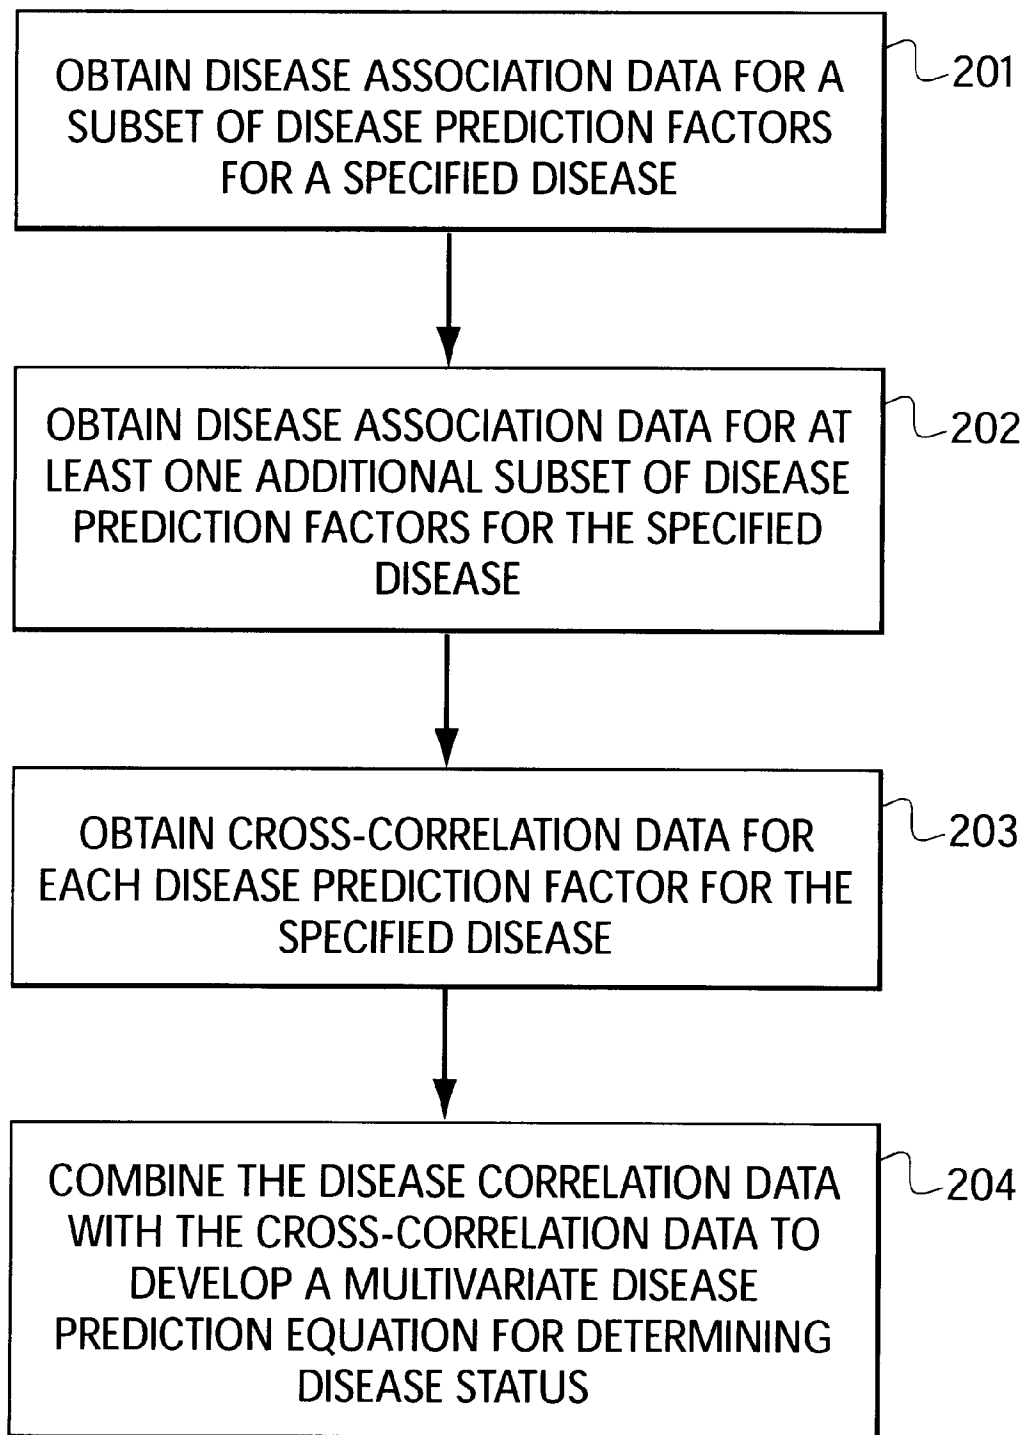 OBTAIN DISEASE ASSOCIATION DATA FOR A
SUBSET OF DISEASE PREDICTION FACTORS
FOR A SPECIFIED DISEASE
201
OBTAIN DISEASE ASSOCIATION DATA FOR AT
LEAST ONE ADDITIONAL SUBSET OF DISEASE
PREDICTION FACTORS FOR THE SPECIFIED
DISEASE
202
OBTAIN CROSS-CORRELATION DATA FOR
EACH DISEASE PREDICTION FACTOR FOR THE
SPECIFIED DISEASE
203
COMBINE THE DISEASE CORRELATION DATA
WITH THE CROSS-CORRELATION DATA TO
DEVELOP A MULTIVARIATE DISEASE
PREDICTION EQUATION FOR DETERMINING
DISEASE STATUS
204